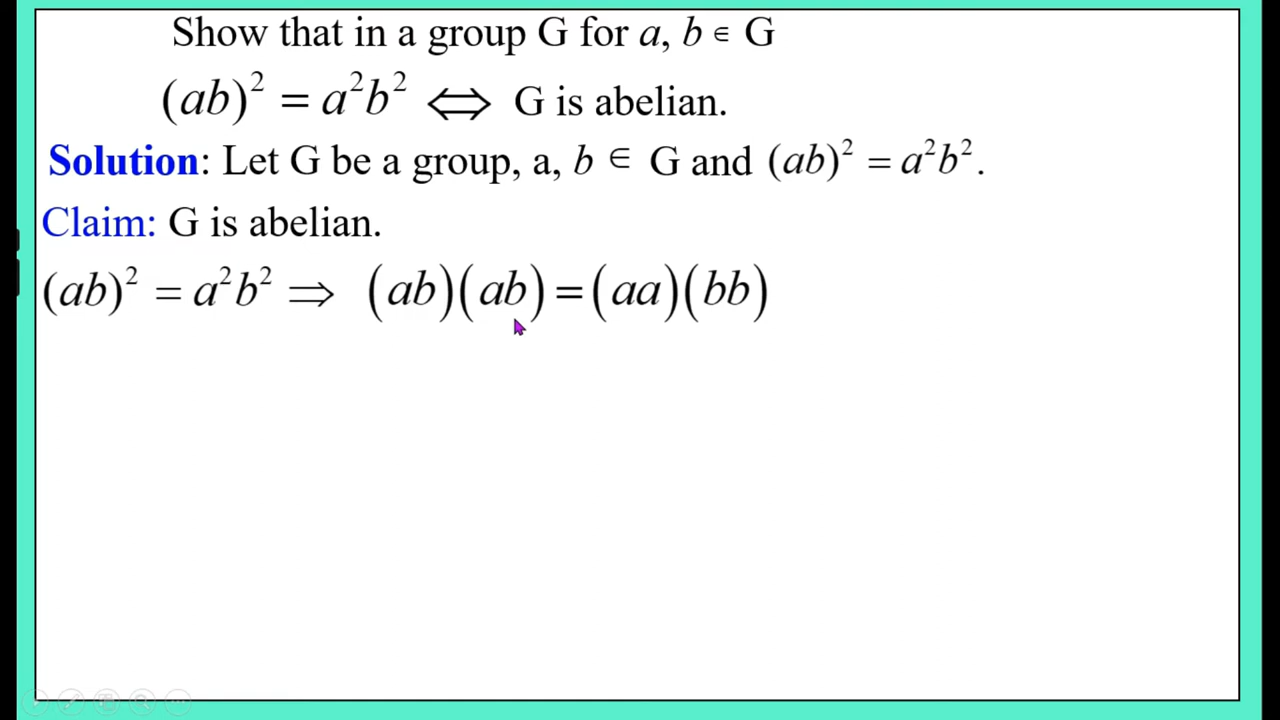 Show that in a group G for a, b ∈ G
(ab)² = a²b² ⟺ G is abelian.
Solution: Let G be a group, a, b ∈ G and (ab)² = a²b².
Claim: G is abelian.
(ab)² = a²b² ⇒ (ab)(ab) = (aa)(bb)